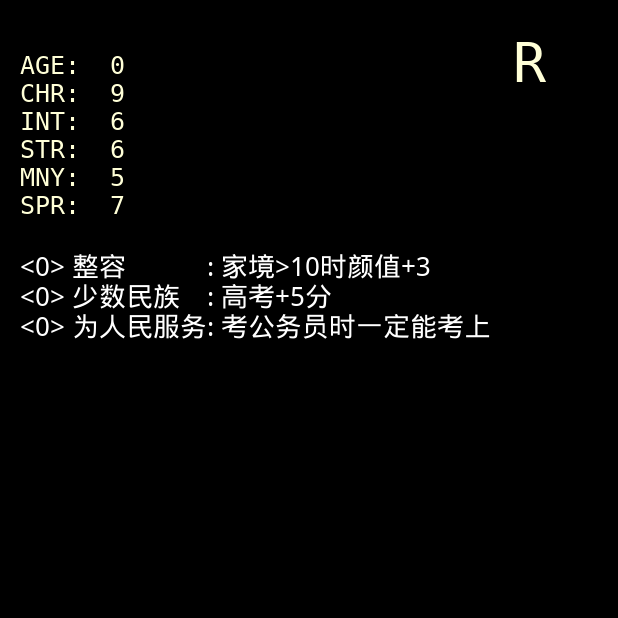 R
AGE: 0
CHR: 9
INT: 6
STR: 6
MNY: 5
SPR: 7
<0> 整容 : 家境>10时颜值+3
<0> 少数民族 : 高考+5分
<0> 为人民服务: 考公务员时一定能考上